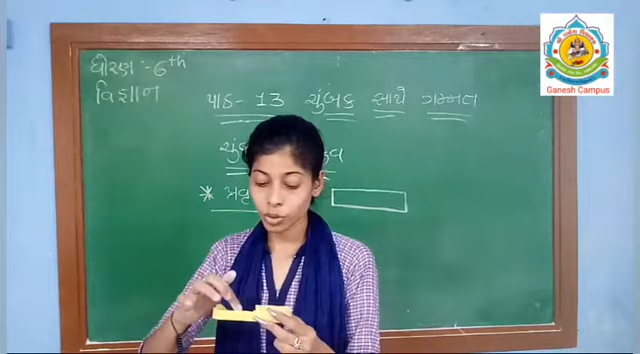 ધોરણ :- 6th
વિજ્ઞાન
પાઠ - 13 ચુંબક સાથે ગમ્મત
*
Ganesh Campus